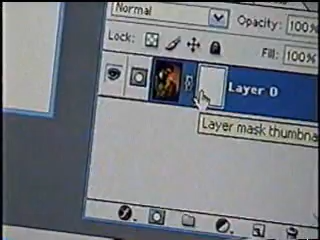 Normal Opacity: 100%
Lock: Fill: 100%
Layer 0
Layer mask thumbna